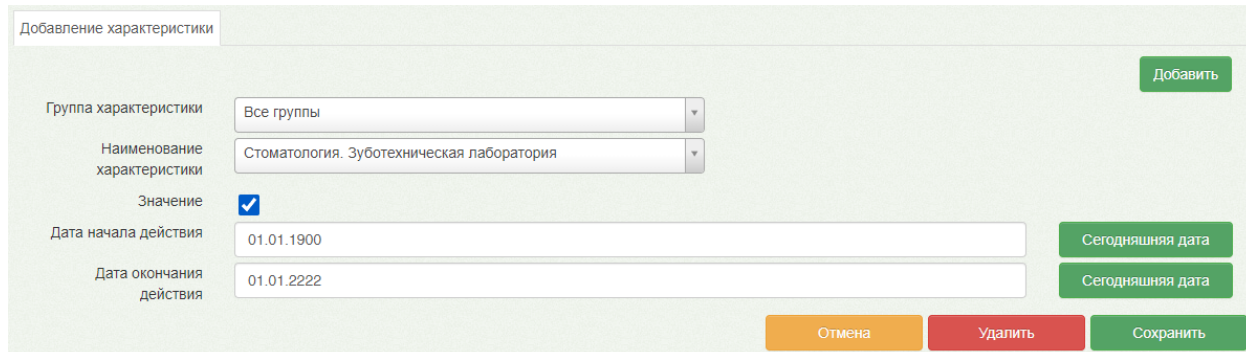 Добавление характеристики
Добавить
Группа характеристики
Все группы
Наименование
характеристики
Стоматология. Зуботехническая лаборатория
Значение
Дата начала действия
01.01.1900
Сегодняшняя дата
Дата окончания
действия
01.01.2222
Сегодняшняя дата
Отмена
Удалить
Сохранить